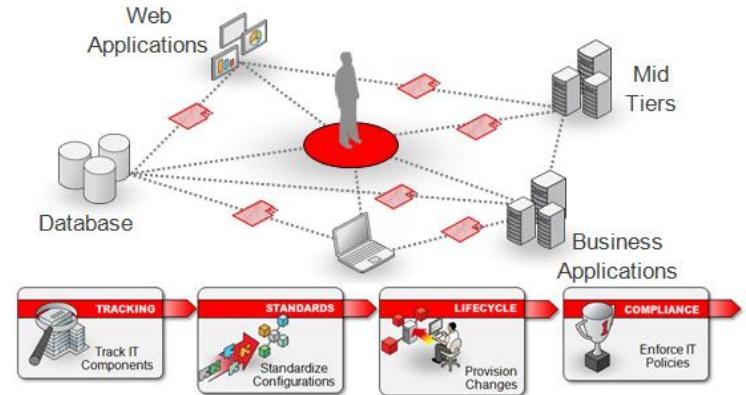 Web
Applications
Mid
Tiers
Database
Business
Applications
TRACKING
Track IT
Components
STANDARDS
Standardize
Configurations
LIFECYCLE
Provision
Changes
COMPLIANCE
1
Enforce IT
Policies